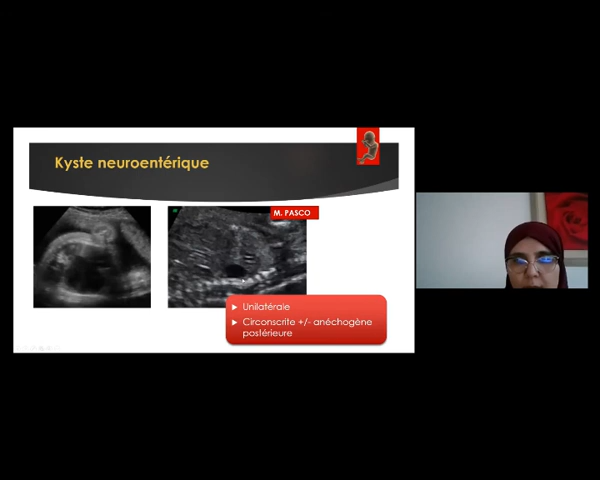 Kyste neuroentérique
M. PASCO
Unilatérale
Circonscrite +/- anéchogène
postérieure